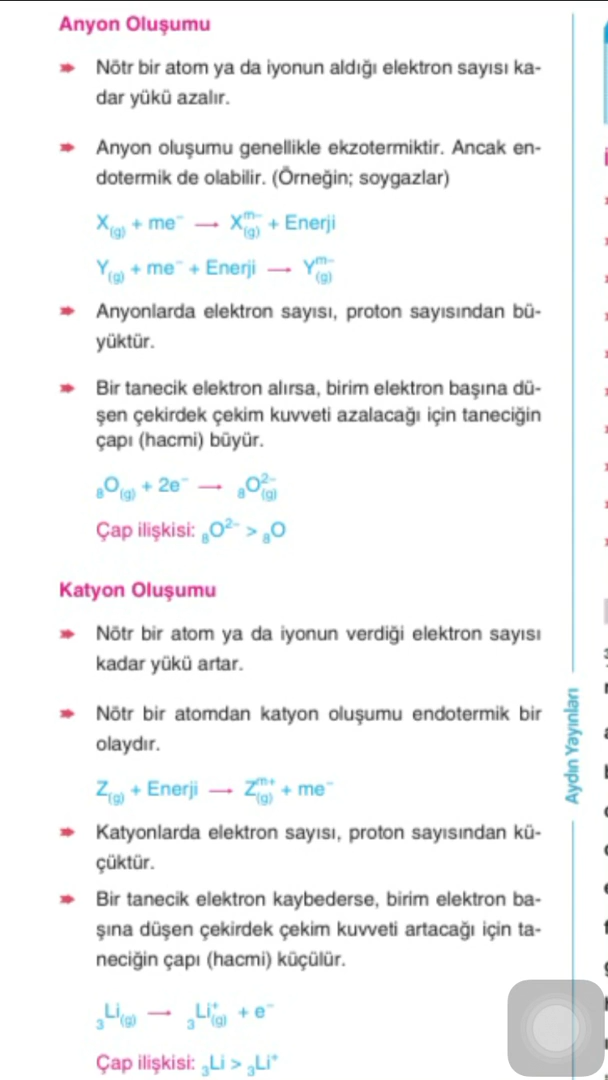 Anyon Oluşumu
Nötr bir atom ya da iyonun aldığı elektron sayısı ka-
dar yükü azalır.
Anyon oluşumu genellikle ekzotermiktir. Ancak en-
dotermik de olabilir. (Örneğin; soygazlar)
X(g) + me⁻ → X(g)ᵐ⁻ + Enerji
Y(g) + me⁻ + Enerji → Y(g)ᵐ⁻
Anyonlarda elektron sayısı, proton sayısından bü-
yüktür.
Bir tanecik elektron alırsa, birim elektron başına dü-
şen çekirdek çekim kuvveti azalacağı için taneciğin
çapı (hacmi) büyür.
₈O(g) + 2e⁻ → ₈O(g)²⁻
Çap ilişkisi: ₈O²⁻ > ₈O
Katyon Oluşumu
Nötr bir atom ya da iyonun verdiği elektron sayısı
kadar yükü artar.
Nötr bir atomdan katyon oluşumu endotermik bir
olaydır.
Z(g) + Enerji → Z(g)ᵐ⁺ + me⁻
Katyonlarda elektron sayısı, proton sayısından kü-
çüktür.
Bir tanecik elektron kaybederse, birim elektron ba-
şına düşen çekirdek çekim kuvveti artacağı için ta-
neciğin çapı (hacmi) küçülür.
₃Li(g) → ₃Li(g)⁺ + e⁻
Çap ilişkisi: ₃Li > ₃Li⁺
Aydın Yayınları